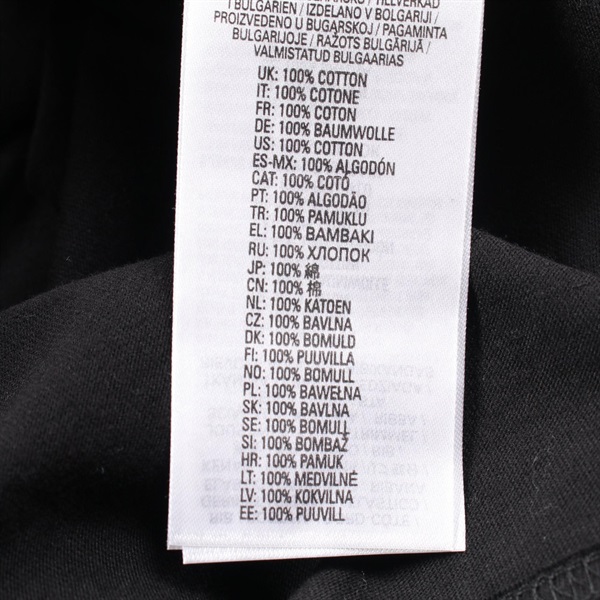 I BULGARIEN / IZDELANO V BOLGARIJI /
PROIZVEDENO U BUGARSKOJ / PAGAMINTA
BULGARIJOJE / RAŽOTS BULGĀRIJĀ /
VALMISTATUD BULGAARIAS
UK: 100% COTTON
IT: 100% COTONE
FR: 100% COTON
DE: 100% BAUMWOLLE
US: 100% COTTON
ES-MX: 100% ALGODÓN
CAT: 100% COTÓ
PT: 100% ALGODÃO
TR: 100% PAMUKLU
EL: 100% BAMBAKI
RU: 100% ХЛОПОК
JP: 100% 綿
CN: 100% 棉
NL: 100% KATOEN
CZ: 100% BAVLNA
DK: 100% BOMULD
FI: 100% PUUVILLA
NO: 100% BOMULL
PL: 100% BAWEŁNA
SK: 100% BAVLNA
SE: 100% BOMULL
SI: 100% BOMBAŽ
HR: 100% PAMUK
LT: 100% MEDVILNĖ
LV: 100% KOKVILNA
EE: 100% PUUVILL